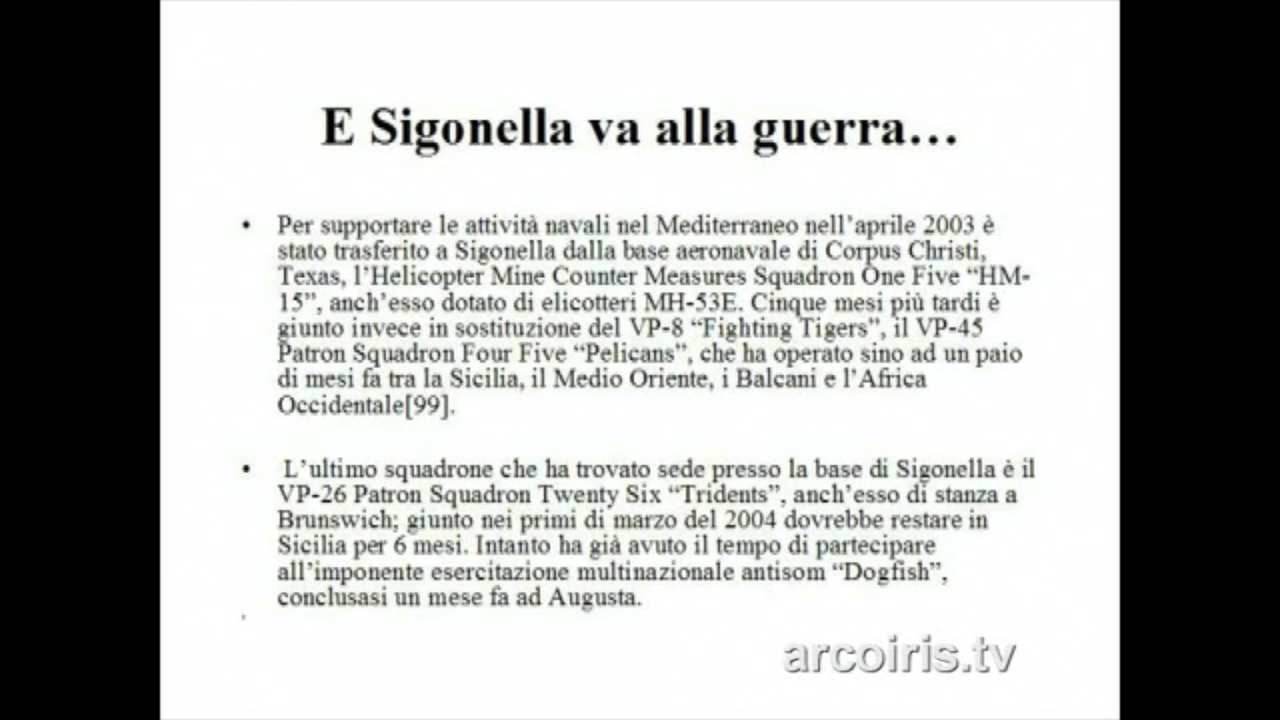 E Sigonella va alla guerra…
• Per supportare le attività navali nel Mediterraneo nell’aprile 2003 è
stato trasferito a Sigonella dalla base aeronavale di Corpus Christi,
Texas, l’Helicopter Mine Counter Measures Squadron One Five “HM-
15”, anch’esso dotato di elicotteri MH-53E. Cinque mesi più tardi è
giunto invece in sostituzione del VP-8 “Fighting Tigers”, il VP-45
Patron Squadron Four Five “Pelicans”, che ha operato sino ad un paio
di mesi fa tra la Sicilia, il Medio Oriente, i Balcani e l’Africa
Occidentale[99].
• L’ultimo squadrone che ha trovato sede presso la base di Sigonella è il
VP-26 Patron Squadron Twenty Six “Tridents”, anch’esso di stanza a
Brunswich; giunto nei primi di marzo del 2004 dovrebbe restare in
Sicilia per 6 mesi. Intanto ha già avuto il tempo di partecipare
all’imponente esercitazione multinazionale antisom “Dogfish”,
conclusasi un mese fa ad Augusta.
arcoiris.tv